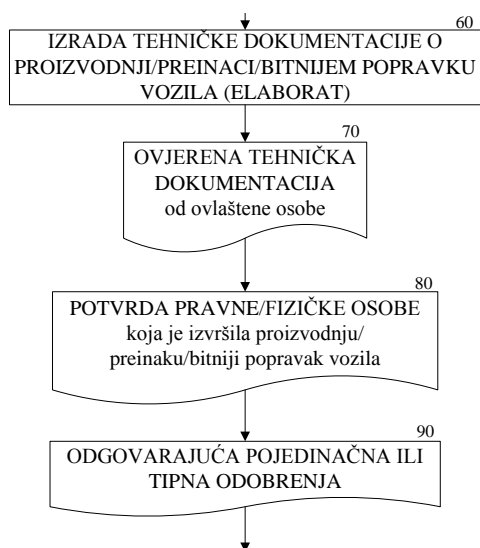 60
IZRADA TEHNIČKE DOKUMENTACIJE O
PROIZVODNJI/PREINACI/BITNIJEM POPRAVKU
VOZILA (ELABORAT)
70
OVJERENA TEHNIČKA
DOKUMENTACIJA
od ovlaštene osobe
80
POTVRDA PRAVNE/FIZIČKE OSOBE
koja je izvršila proizvodnju/
preinaku/bitniji popravak vozila
90
ODGOVARAJUĆA POJEDINAČNA ILI
TIPNA ODOBRENJA